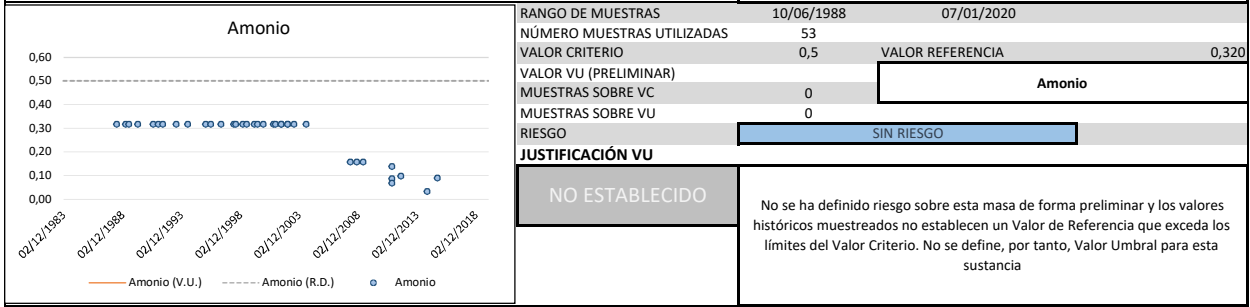 Amonio
0,60
0,50
0,40
0,30
0,20
0,10
0,00
02/12/1983
02/12/1988
02/12/1993
02/12/1998
02/12/2003
02/12/2008
02/12/2013
02/12/2018
Amonio (V.U.) Amonio (R.D.) Amonio
RANGO DE MUESTRAS 10/06/1988 07/01/2020
NÚMERO MUESTRAS UTILIZADAS 53
VALOR CRITERIO 0,5 VALOR REFERENCIA 0,320
VALOR VU (PRELIMINAR)
Amonio
MUESTRAS SOBRE VC 0
MUESTRAS SOBRE VU 0
RIESGO SIN RIESGO
JUSTIFICACIÓN VU
NO ESTABLECIDO
No se ha definido riesgo sobre esta masa de forma preliminar y los valores
históricos muestreados no establecen un Valor de Referencia que exceda los
límites del Valor Criterio. No se define, por tanto, Valor Umbral para esta
sustancia